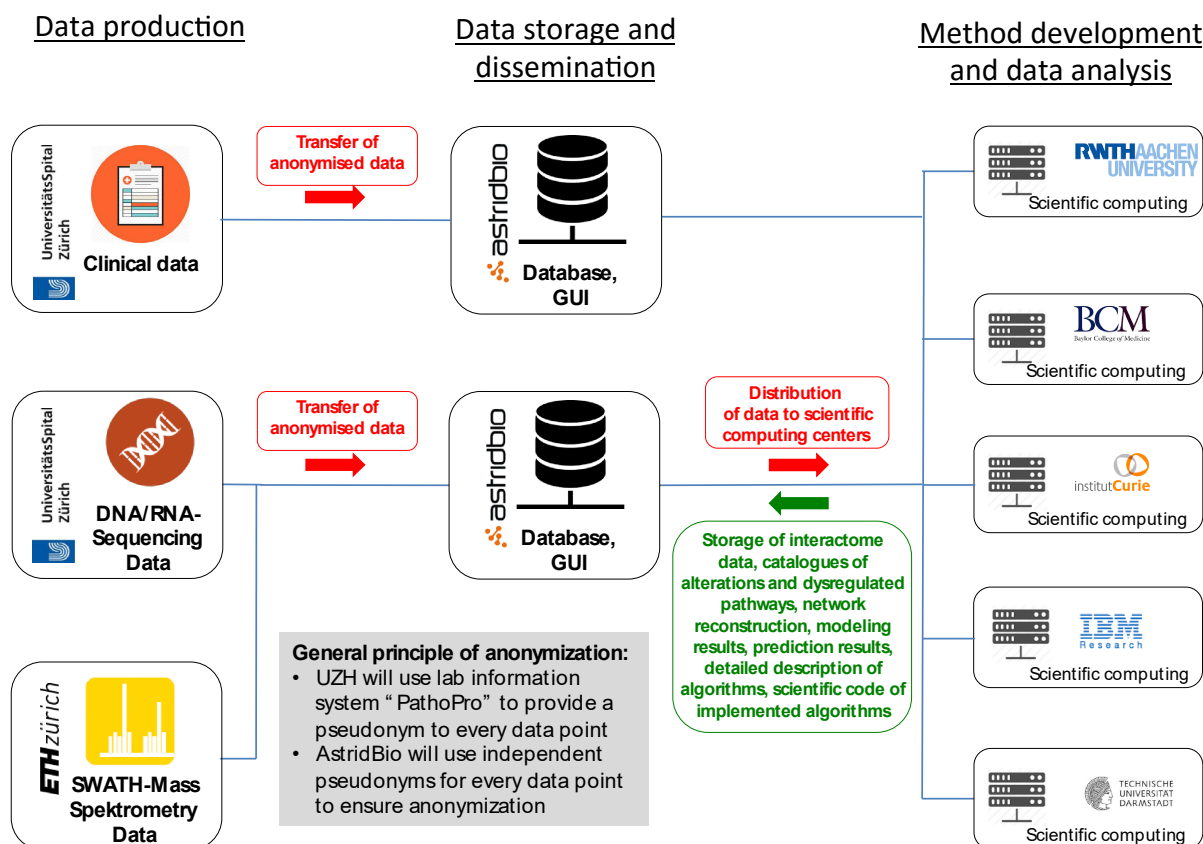 Data production
Data storage and
dissemination
Method development
and data analysis
UniversitätsSpital
Zürich
Clinical data
Transfer of
anonymised data
astridbio
Database,
GUI
RWTHAACHEN
UNIVERSITY
Scientific computing
BCM
Baylor College of Medicine
Scientific computing
UniversitätsSpital
Zürich
DNA/RNA-
Sequencing
Data
Transfer of
anonymised data
astridbio
Database,
GUI
Distribution
of data to scientific
computing centers
Storage of interactome
data, catalogues of
alterations and dysregulated
pathways, network
reconstruction, modeling
results, prediction results,
detailed description of
algorithms, scientific code of
implemented algorithms
institutCurie
Scientific computing
IBM
Research
Scientific computing
ETH zürich
SWATH-Mass
Spektrometry
Data
General principle of anonymization:
• UZH will use lab information
system “ PathoPro” to provide a
pseudonym to every data point
• AstridBio will use independent
pseudonyms for every data point
to ensure anonymization
TECHNISCHE
UNIVERSITÄT
DARMSTADT
Scientific computing